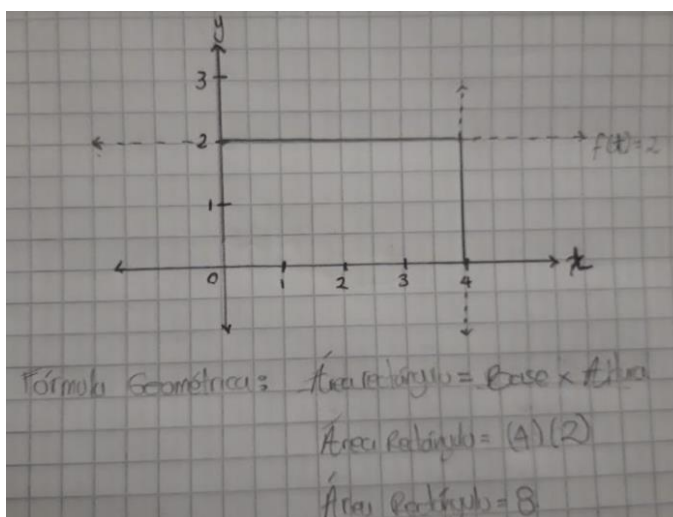 y
3
2
f(t)=2
1
0
1
2
3
4
t
Fórmula Geométrica: Área rectángulo = Base x Altura
Área Rectángulo = (4)(2)
Área Rectángulo = 8